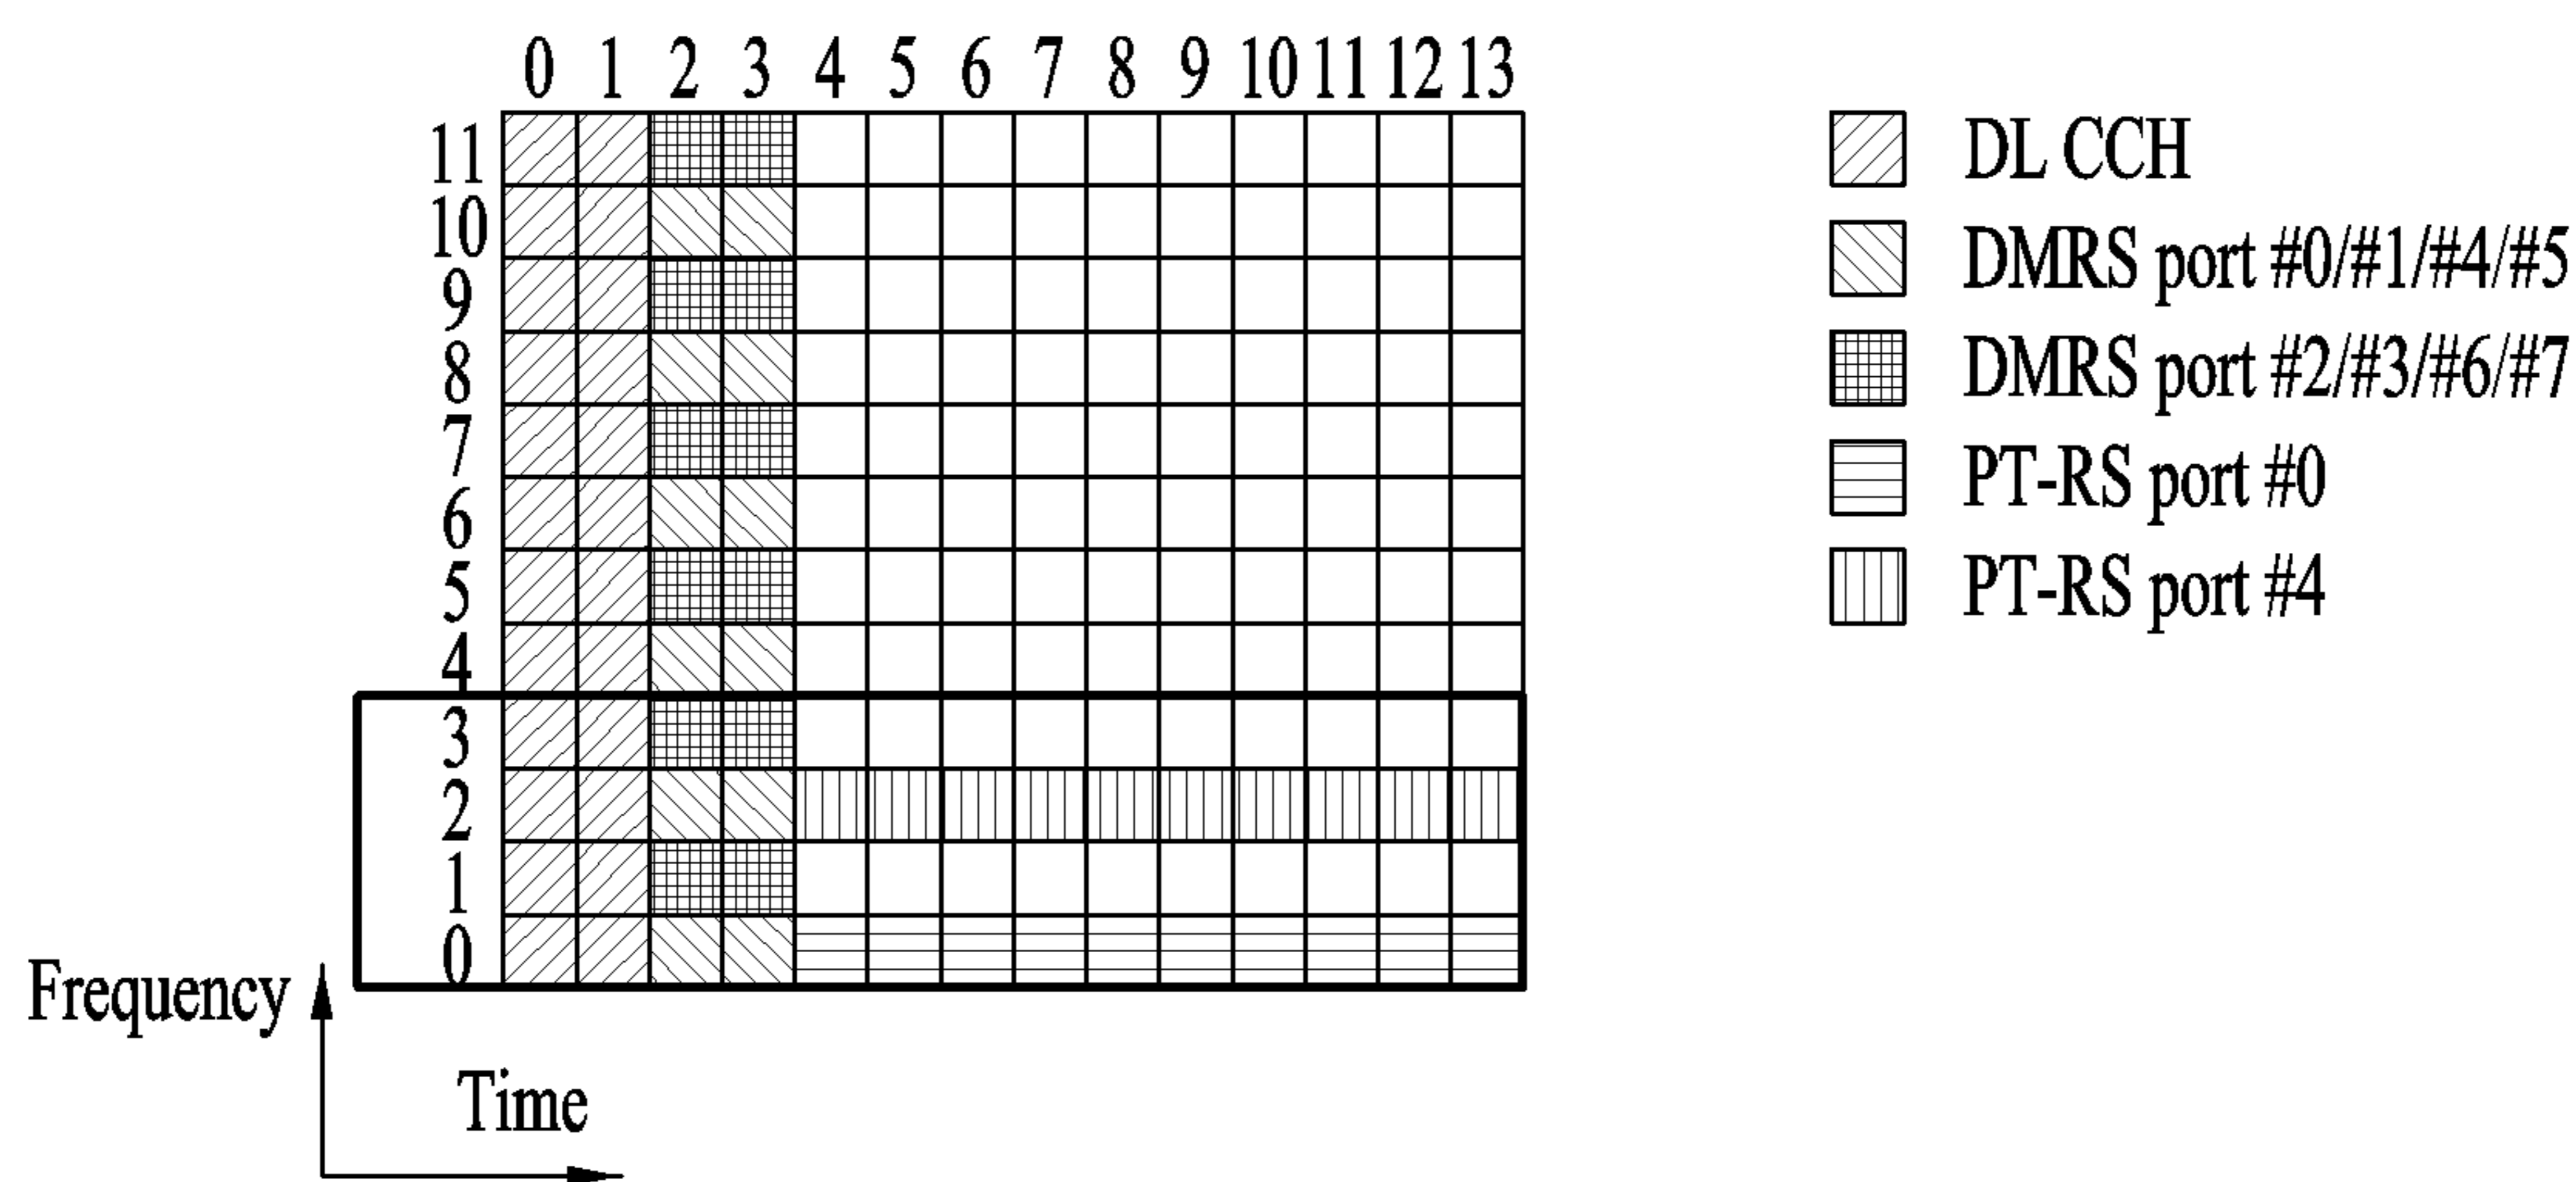 0 1 2 3 4 5 6 7 8 9 10 11 12 13
11
10
9
8
7
6
5
4
3
2
1
0
Frequency
Time
DL CCH
DMRS port #0/#1/#4/#5
DMRS port #2/#3/#6/#7
PT-RS port #0
PT-RS port #4